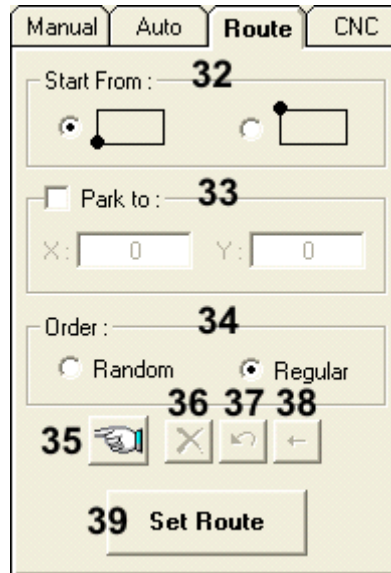 Manual Auto Route CNC
Start From : 32
Park to : 33
X : 0 Y : 0
Order : 34
Random Regular
36 37 38
35
39 Set Route